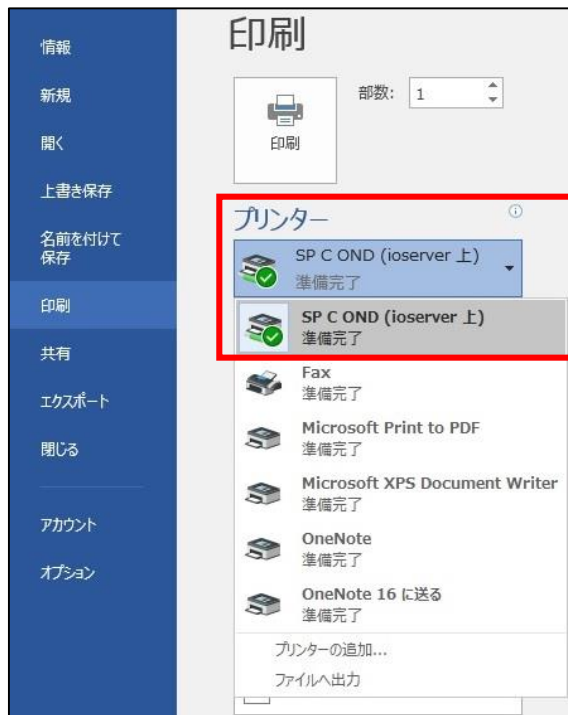 情報
新規
開く
上書き保存
名前を付けて
保存
印刷
共有
エクスポート
閉じる
アカウント
オプション
印刷
印刷
部数: 1
プリンター
SP C OND (ioserver 上)
準備完了
SP C OND (ioserver 上)
準備完了
Fax
準備完了
Microsoft Print to PDF
準備完了
Microsoft XPS Document Writer
準備完了
OneNote
準備完了
OneNote 16 に送る
準備完了
プリンターの追加...
ファイルへ出力